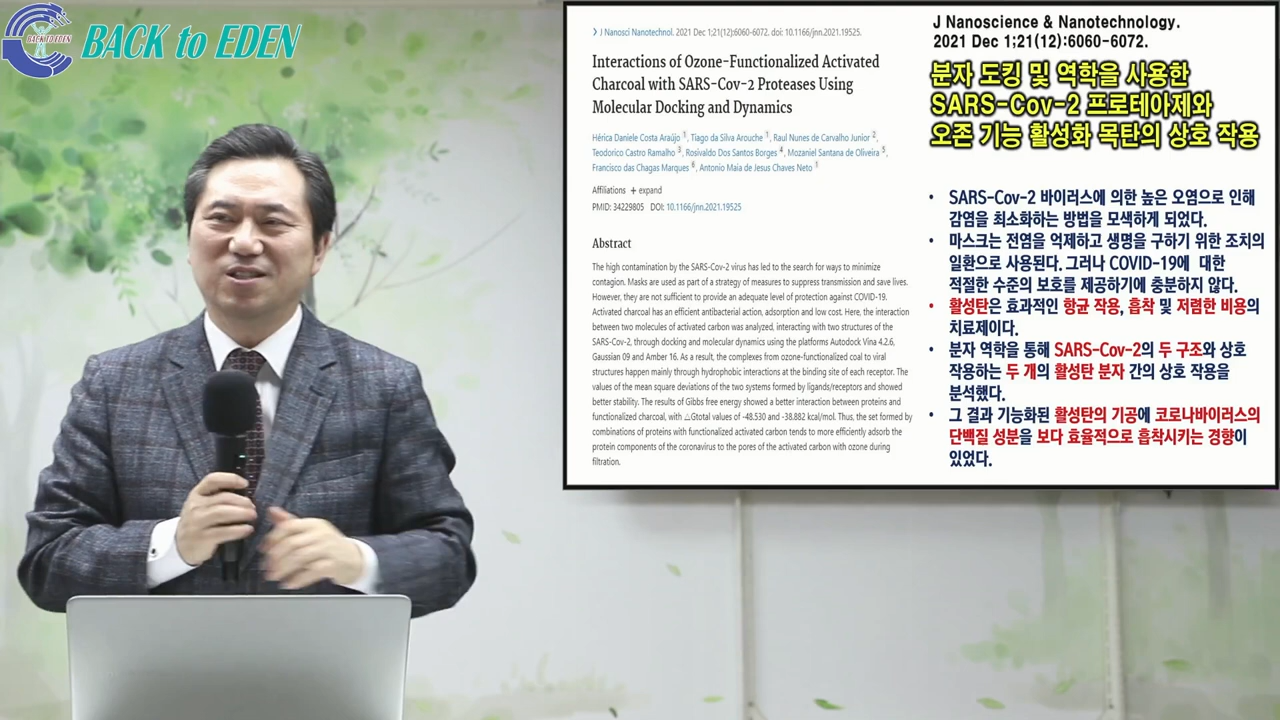 BACK TO EDEN
BACK to EDEN
J Nanosci Nanotechnol. 2021 Dec 1;21(12):6060-6072. doi: 10.1166/jnn.2021.19525.
Interactions of Ozone-Functionalized Activated
Charcoal with SARS-Cov-2 Proteases Using
Molecular Docking and Dynamics
Hérica Daniele Costa Araújo 1, Tiago da Silva Arouche 1, Raul Nunes de Carvalho Junior 2,
Teodorico Castro Ramalho 3, Rosivaldo Dos Santos Borges 4, Mozaniel Santana de Oliveira 5,
Francisco das Chagas Marques 6, Antonio Maia de Jesus Chaves Neto 1
Affiliations + expand
PMID: 34229805 DOI: 10.1166/jnn.2021.19525
Abstract
The high contamination by the SARS-Cov-2 virus has led to the search for ways to minimize
contagion. Masks are used as part of a strategy of measures to suppress transmission and save lives.
However, they are not sufficient to provide an adequate level of protection against COVID-19.
Activated charcoal has an efficient antibacterial action, adsorption and low cost. Here, the interaction
between two molecules of activated carbon was analyzed, interacting with two structures of the
SARS-Cov-2, through docking and molecular dynamics using the platforms Autodock Vina 4.2.6,
Gaussian 09 and Amber 16. As a result, the complexes from ozone-functionalized coal to viral
structures happen mainly through hydrophobic interactions at the binding site of each receptor. The
values of the mean square deviations of the two systems formed by ligands/receptors and showed
better stability. The results of Gibbs free energy showed a better interaction between proteins and
functionalized charcoal, with △Gtotal values of -48.530 and -38.882 kcal/mol. Thus, the set formed by
combinations of proteins with functionalized activated carbon tends to more efficiently adsorb the
protein components of the coronavirus to the pores of the activated carbon with ozone during
filtration.
J Nanoscience & Nanotechnology.
2021 Dec 1;21(12):6060-6072.
분자 도킹 및 역학을 사용한
SARS-Cov-2 프로테아제와
오존 기능 활성화 목탄의 상호 작용
• SARS-Cov-2 바이러스에 의한 높은 오염으로 인해
감염을 최소화하는 방법을 모색하게 되었다.
• 마스크는 전염을 억제하고 생명을 구하기 위한 조치의
일환으로 사용된다. 그러나 COVID-19에 대한
적절한 수준의 보호를 제공하기에 충분하지 않다.
• 활성탄은 효과적인 항균 작용, 흡착 및 저렴한 비용의
치료제이다.
• 분자 역학을 통해 SARS-Cov-2의 두 구조와 상호
작용하는 두 개의 활성탄 분자 간의 상호 작용을
분석했다.
• 그 결과 기능화된 활성탄의 기공에 코로나바이러스의
단백질 성분을 보다 효율적으로 흡착시키는 경향이
있었다.